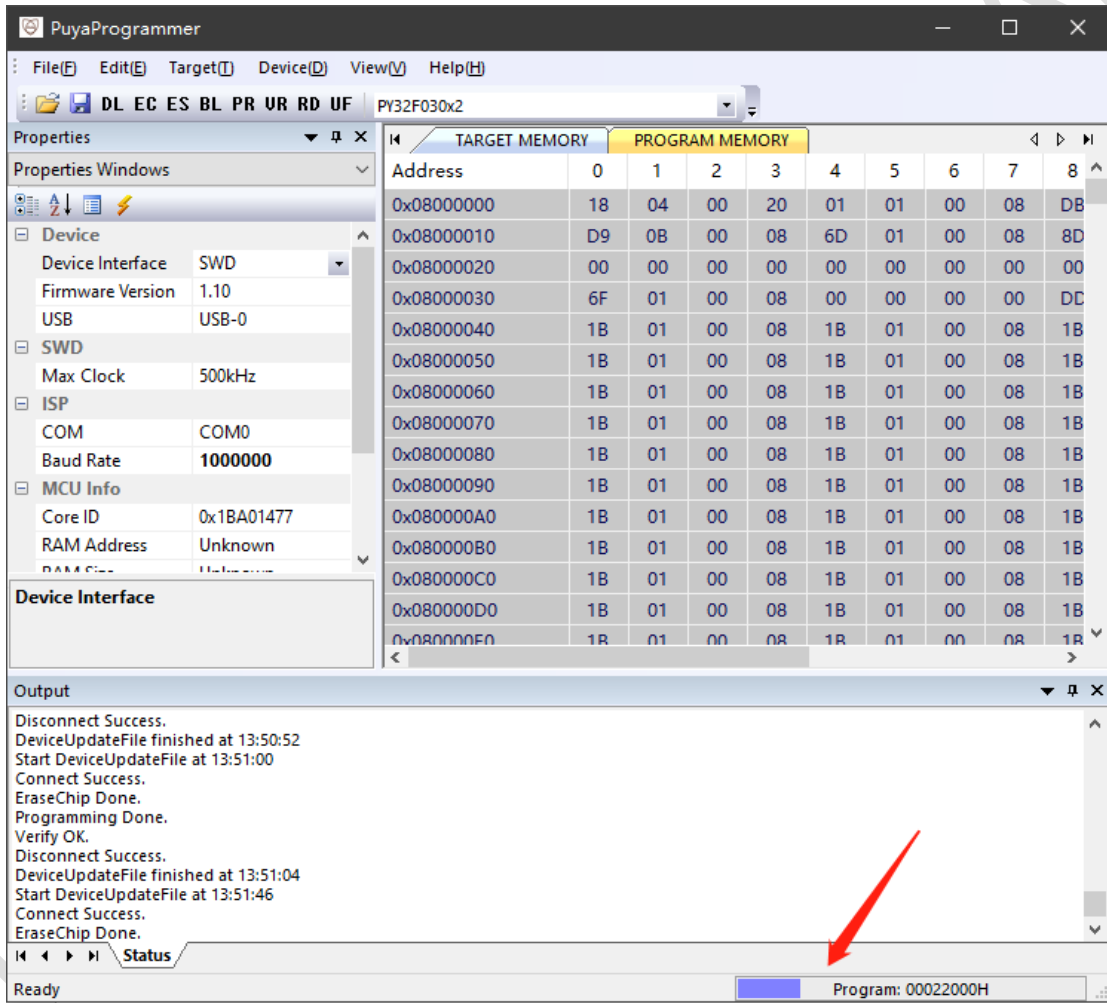 PuyaProgrammer
File(F) Edit(E) Target(T) Device(D) View(V) Help(H)
DL EC ES BL PR VR RD UF PY32F030x2
Properties
Properties Windows
Device
Device Interface SWD
Firmware Version 1.10
USB USB-0
SWD
Max Clock 500kHz
ISP
COM COM0
Baud Rate 1000000
MCU Info
Core ID 0x1BA01477
RAM Address Unknown
Device Interface
TARGET MEMORY PROGRAM MEMORY
Address 0 1 2 3 4 5 6 7 8
0x08000000 18 04 00 20 01 01 00 08 DB
0x08000010 D9 0B 00 08 6D 01 00 08 8D
0x08000020 00 00 00 00 00 00 00 00 00
0x08000030 6F 01 00 08 00 00 00 00 DD
0x08000040 1B 01 00 08 1B 01 00 08 1B
0x08000050 1B 01 00 08 1B 01 00 08 1B
0x08000060 1B 01 00 08 1B 01 00 08 1B
0x08000070 1B 01 00 08 1B 01 00 08 1B
0x08000080 1B 01 00 08 1B 01 00 08 1B
0x08000090 1B 01 00 08 1B 01 00 08 1B
0x080000A0 1B 01 00 08 1B 01 00 08 1B
0x080000B0 1B 01 00 08 1B 01 00 08 1B
0x080000C0 1B 01 00 08 1B 01 00 08 1B
0x080000D0 1B 01 00 08 1B 01 00 08 1B
0x080000E0 1B 01 00 08 1B 01 00 08 1B
Output
Disconnect Success.
DeviceUpdateFile finished at 13:50:52
Start DeviceUpdateFile at 13:51:00
Connect Success.
EraseChip Done.
Programming Done.
Verify OK.
Disconnect Success.
DeviceUpdateFile finished at 13:51:04
Start DeviceUpdateFile at 13:51:46
Connect Success.
EraseChip Done.
Status
Ready Program: 00022000H